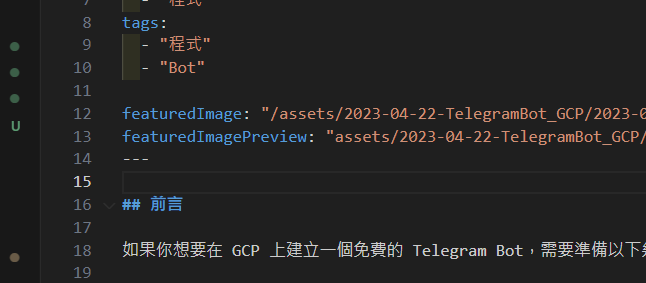 7 - "程式"
8 tags:
9 - "程式"
10 - "Bot"
11
12 featuredImage: "/assets/2023-04-22-TelegramBot_GCP/2023-0
13 featuredImagePreview: "assets/2023-04-22-TelegramBot_GCP/
14 ---
15
U
16 ## 前言
17
18 如果你想要在 GCP 上建立一個免費的 Telegram Bot，需要準備以下
19